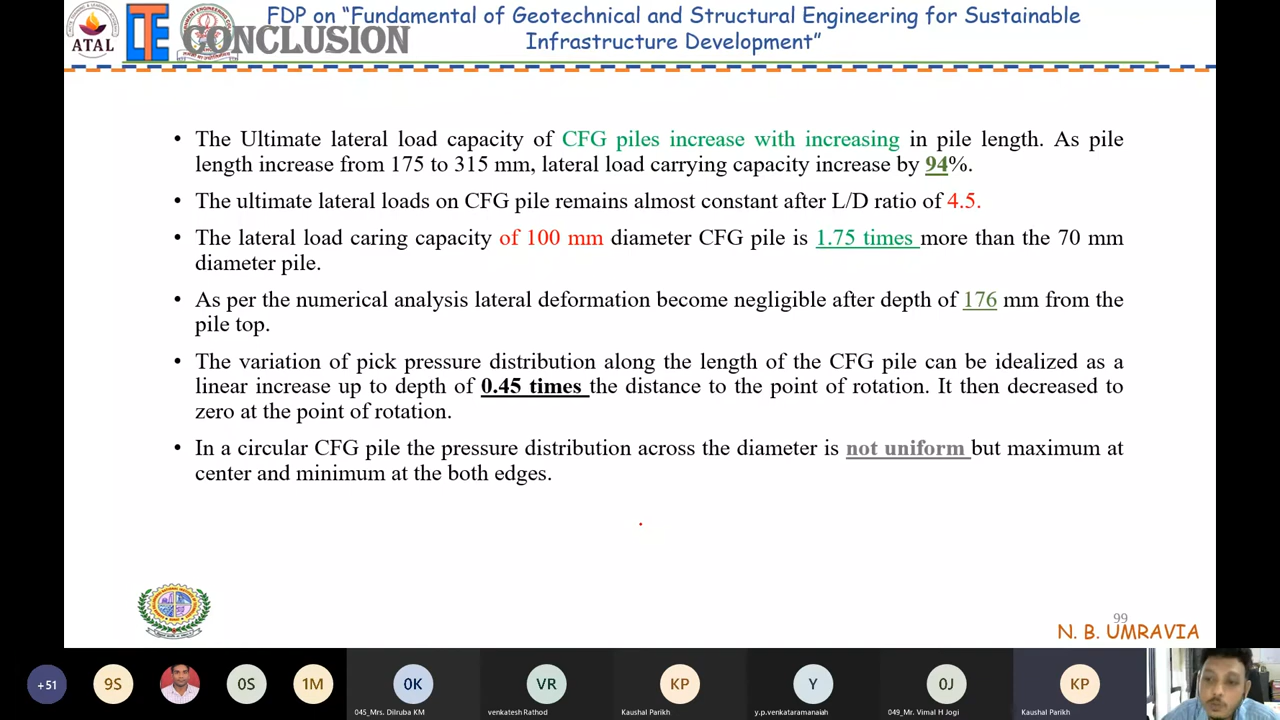 FDP on “Fundamental of Geotechnical and Structural Engineering for Sustainable
Infrastructure Development”
ATAL
CONCLUSION
• The Ultimate lateral load capacity of CFG piles increase with increasing in pile length. As pile
length increase from 175 to 315 mm, lateral load carrying capacity increase by 94%.
• The ultimate lateral loads on CFG pile remains almost constant after L/D ratio of 4.5.
• The lateral load caring capacity of 100 mm diameter CFG pile is 1.75 times more than the 70 mm
diameter pile.
• As per the numerical analysis lateral deformation become negligible after depth of 176 mm from the
pile top.
• The variation of pick pressure distribution along the length of the CFG pile can be idealized as a
linear increase up to depth of 0.45 times the distance to the point of rotation. It then decreased to
zero at the point of rotation.
• In a circular CFG pile the pressure distribution across the diameter is not uniform but maximum at
center and minimum at the both edges.
99
N. B. UMRAVIA
+51 9S 0S 1M 0K VR KP Y 0J KP
045_Mrs. Dilruba KM venkatesh Rathod Kaushal Parikh y.p.venkataramanaiah 049_Mr. Vimal H Jogi Kaushal Parikh